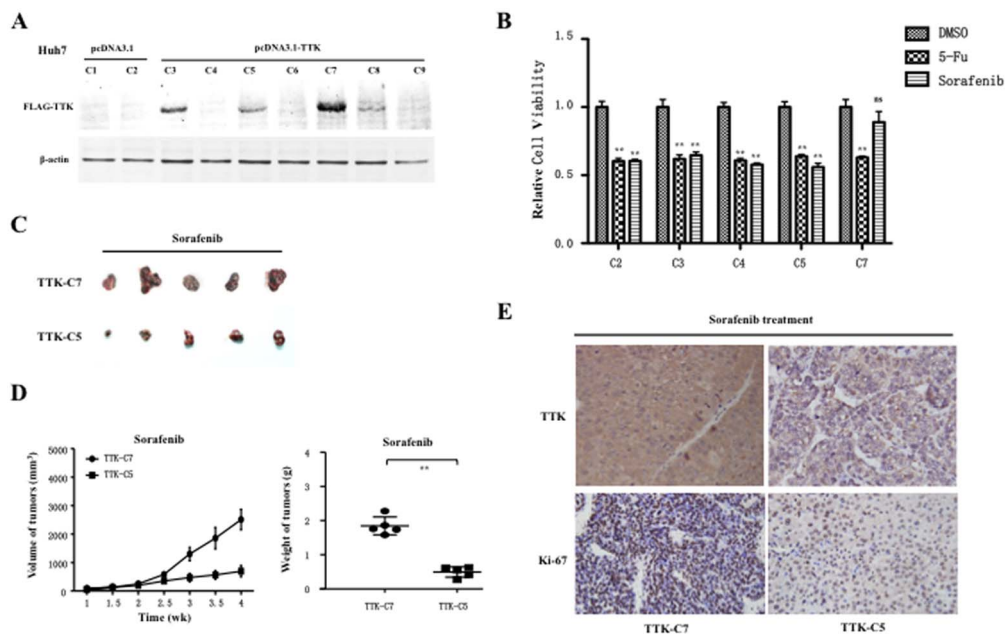 A
Huh7
pcDNA3.1
pcDNA3.1-TTK
C1 C2 C3 C4 C5 C6 C7 C8 C9
FLAG-TTK
β-actin
B
DMSO
5-Fu
Sorafenib
Relative Cell Viability
1.5
1.0
0.5
0.0
** ** ** ** ** ** ** ** ** ns
C2 C3 C4 C5 C7
C
Sorafenib
TTK-C7
TTK-C5
D
Sorafenib
TTK-C7
TTK-C5
Volume of tumors (mm³)
5000
4000
3000
2000
1000
0
1 1.5 2 2.5 3 3.5 4
Time (wk)
Sorafenib
**
Weight of tumors (g)
4
3
2
1
0
TTK-C7 TTK-C5
E
Sorafenib treatment
TTK
Ki-67
TTK-C7 TTK-C5